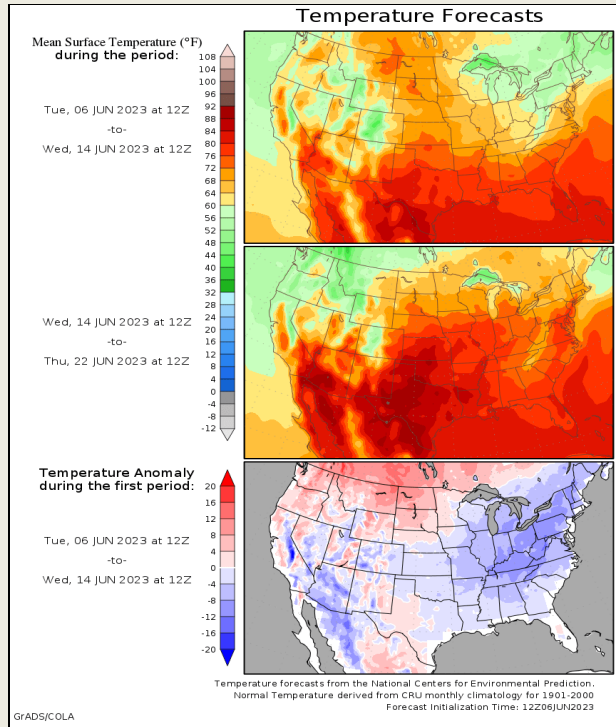 Temperature Forecasts
Mean Surface Temperature (°F)
during the period:
Tue, 06 JUN 2023 at 12Z
-to-
Wed, 14 JUN 2023 at 12Z
108
104
100
96
92
88
84
80
76
72
68
64
60
56
52
48
44
40
36
32
28
24
20
16
12
8
4
0
-4
-8
-12
Wed, 14 JUN 2023 at 12Z
-to-
Thu, 22 JUN 2023 at 12Z
Temperature Anomaly
during the first period:
Tue, 06 JUN 2023 at 12Z
-to-
Wed, 14 JUN 2023 at 12Z
20
16
12
8
4
0
-4
-8
-12
-16
-20
Temperature forecasts from the National Centers for Environmental Prediction.
Normal Temperature derived from CRU monthly climatology for 1901-2000
Forecast Initialization Time: 12Z06JUN2023
GrADS/COLA